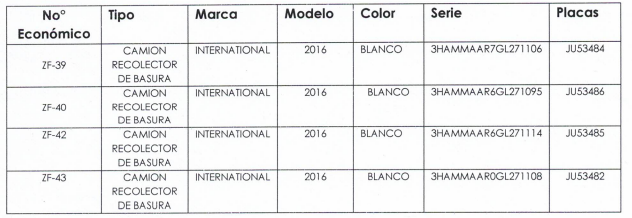 No° Tipo Marca Modelo Color Serie Placas
Económico
CAMION INTERNATIONAL 2016 BLANCO 3HAMMAAR7GL271106 JU53484
ZF-39 RECOLECTOR
DE BASURA
CAMION INTERNATIONAL 2016 BLANCO 3HAMMAAR6GL271095 JU53486
ZF-40 RECOLECTOR
DE BASURA
ZF-42 CAMION INTERNATIONAL 2016 BLANCO 3HAMMAAR6GL271114 JU53485
RECOLECTOR
DE BASURA
ZF-43 CAMION INTERNATIONAL 2016 BLANCO 3HAMMAAR0GL271108 JU53482
RECOLECTOR
DE BASURA